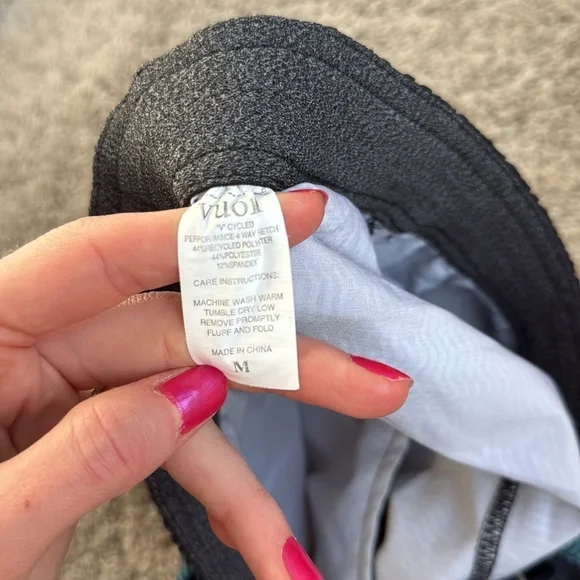 vuori
"V" CYCLED
PERFORMANCE 4 WAY STRETCH
44%RECYCLED POLYESTER
44%POLYESTER
12%SPANDEX
CARE INSTRUCTIONS:
MACHINE WASH WARM
TUMBLE DRY LOW
REMOVE PROMPTLY
FLUFF AND FOLD
MADE IN CHINA
M